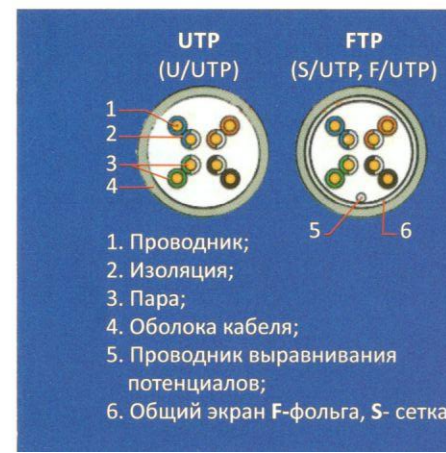 UTP FTP
(U/UTP) (S/UTP, F/UTP)
1
2
3
4
5 6
1. Проводник;
2. Изоляция;
3. Пара;
4. Оболока кабеля;
5. Проводник выравнивания
потенциалов;
6. Общий экран F-фольга, S- сетка